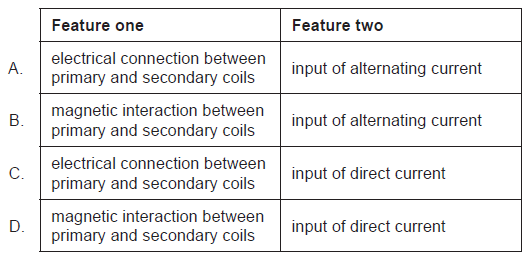 Feature one Feature two
A. electrical connection between
primary and secondary coils input of alternating current
B. magnetic interaction between
primary and secondary coils input of alternating current
C. electrical connection between
primary and secondary coils input of direct current
D. magnetic interaction between
primary and secondary coils input of direct current